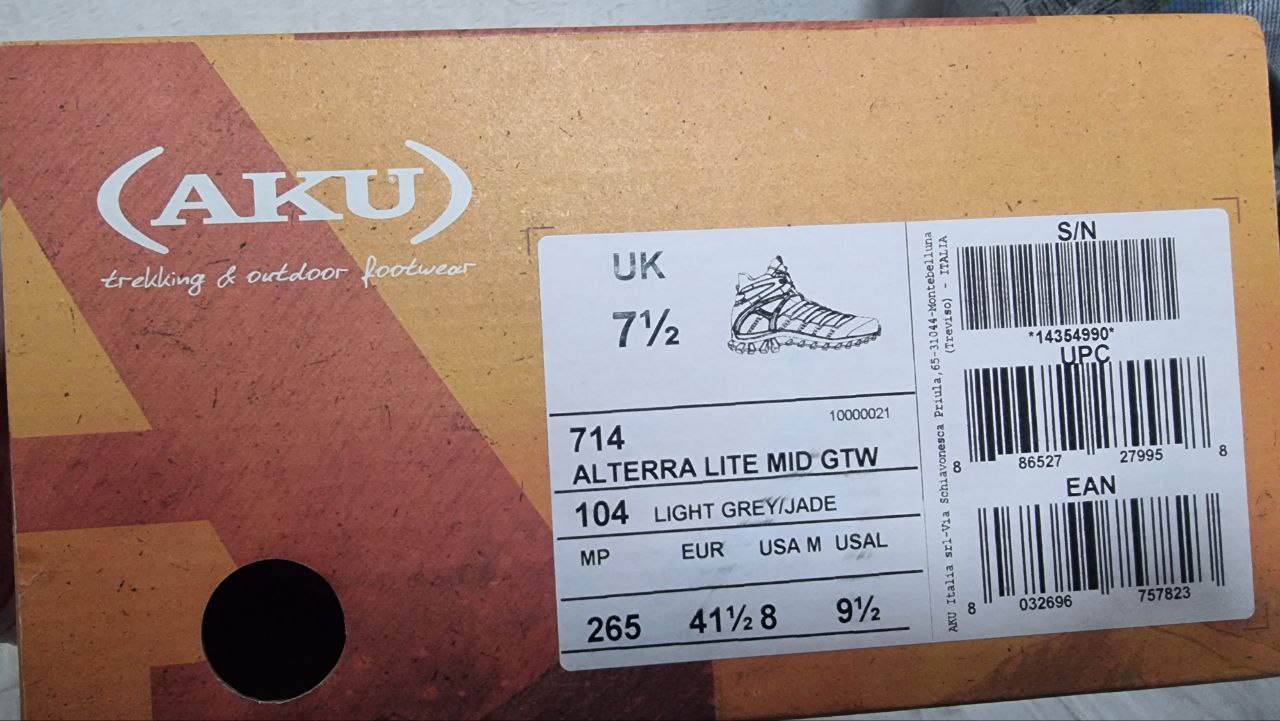 (AKU)
trekking & outdoor footwear
UK
7½
10000021
714
ALTERRA LITE MID GTW
104 LIGHT GREY/JADE
MP EUR USA M USAL
265 41½ 8 9½
AKU Italia srl-Via Schiavonesca Priula,65-31044-Montebelluna
(Treviso) - ITALIA
S/N
*14354990*
UPC
8 86527 27995 8
EAN
8 032696 757823